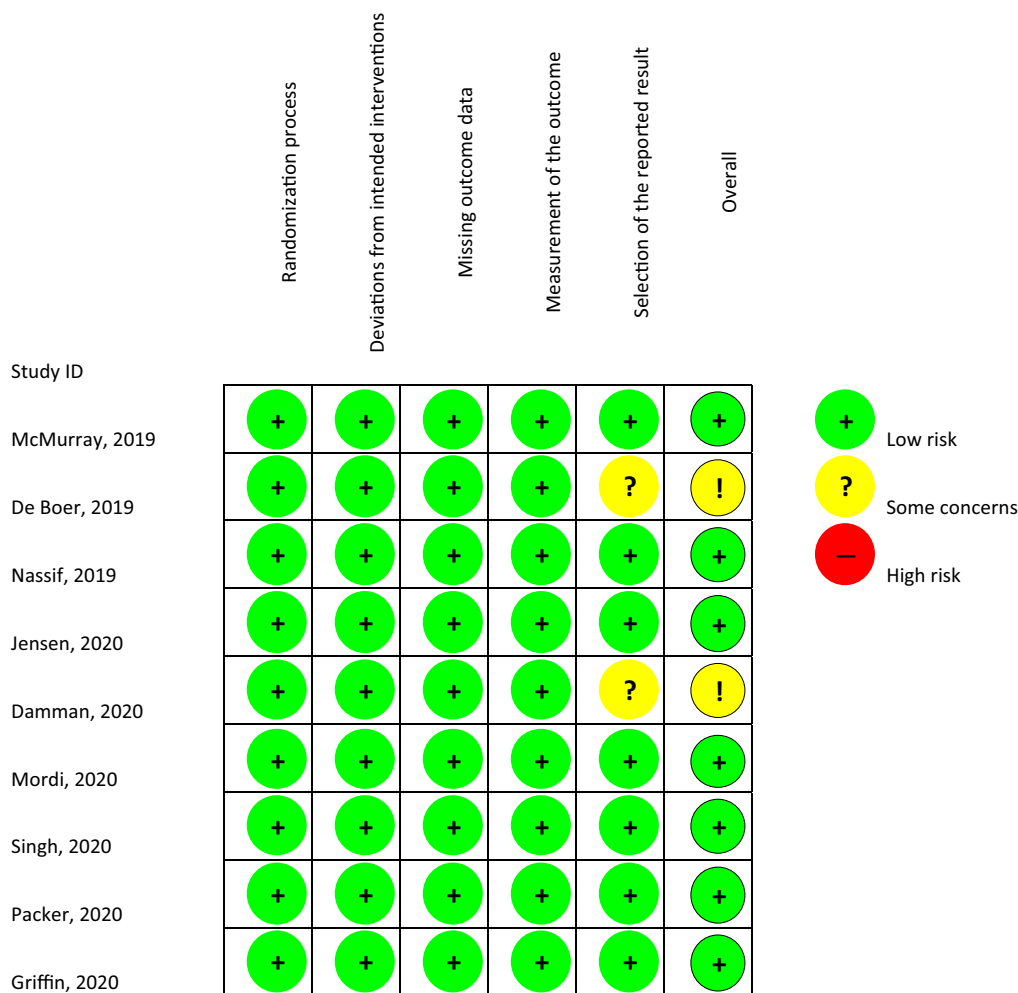 Randomization process
Deviations from intended interventions
Missing outcome data
Measurement of the outcome
Selection of the reported result
Overall
Study ID
McMurray, 2019 + + + + + +
De Boer, 2019 + + + + ? !
Nassif, 2019 + + + + + +
Jensen, 2020 + + + + + +
Damman, 2020 + + + + ? !
Mordi, 2020 + + + + + +
Singh, 2020 + + + + + +
Packer, 2020 + + + + + +
Griffin, 2020 + + + + + +
+ Low risk
? Some concerns
— High risk